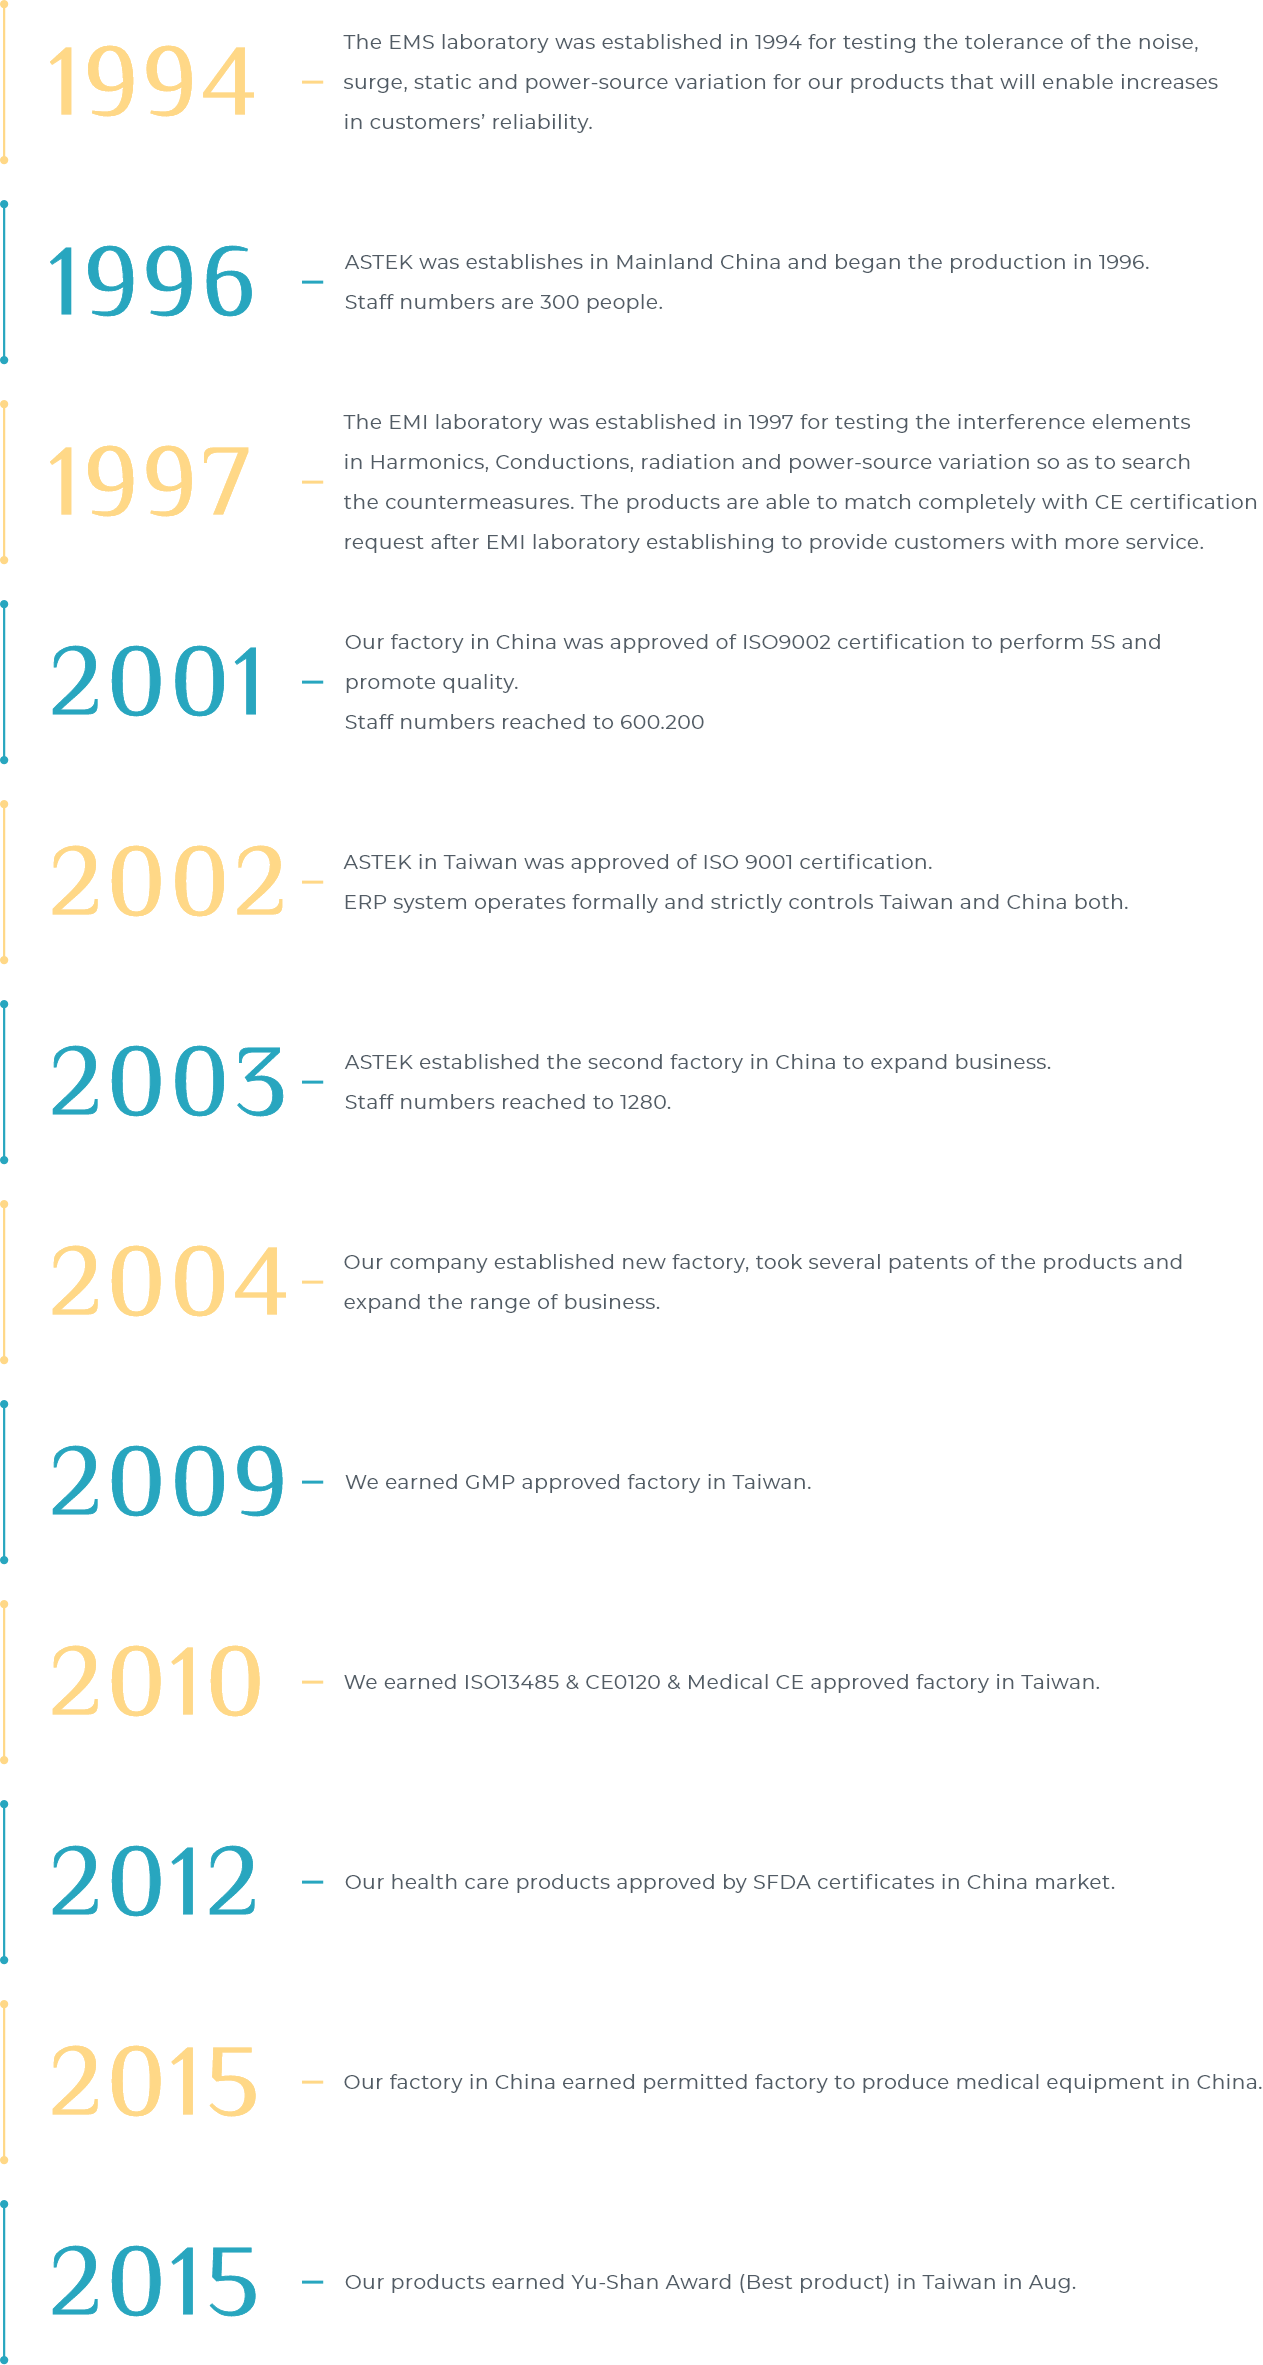 1994
The EMS laboratory was established in 1994 for testing the tolerance of the noise,
surge, static and power-source variation for our products that will enable increases
in customers’ reliability.
1996
ASTEK was establishes in Mainland China and began the production in 1996.
Staff numbers are 300 people.
1997
The EMI laboratory was established in 1997 for testing the interference elements
in Harmonics, Conductions, radiation and power-source variation so as to search
the countermeasures. The products are able to match completely with CE certification
request after EMI laboratory establishing to provide customers with more service.
2001
Our factory in China was approved of ISO9002 certification to perform 5S and
promote quality.
Staff numbers reached to 600.200
2002
ASTEK in Taiwan was approved of ISO 9001 certification.
ERP system operates formally and strictly controls Taiwan and China both.
2003
ASTEK established the second factory in China to expand business.
Staff numbers reached to 1280.
2004
Our company established new factory, took several patents of the products and
expand the range of business.
2009
We earned GMP approved factory in Taiwan.
2010
We earned ISO13485 & CE0120 & Medical CE approved factory in Taiwan.
2012
Our health care products approved by SFDA certificates in China market.
2015
Our factory in China earned permitted factory to produce medical equipment in China.
2015
Our products earned Yu-Shan Award (Best product) in Taiwan in Aug.